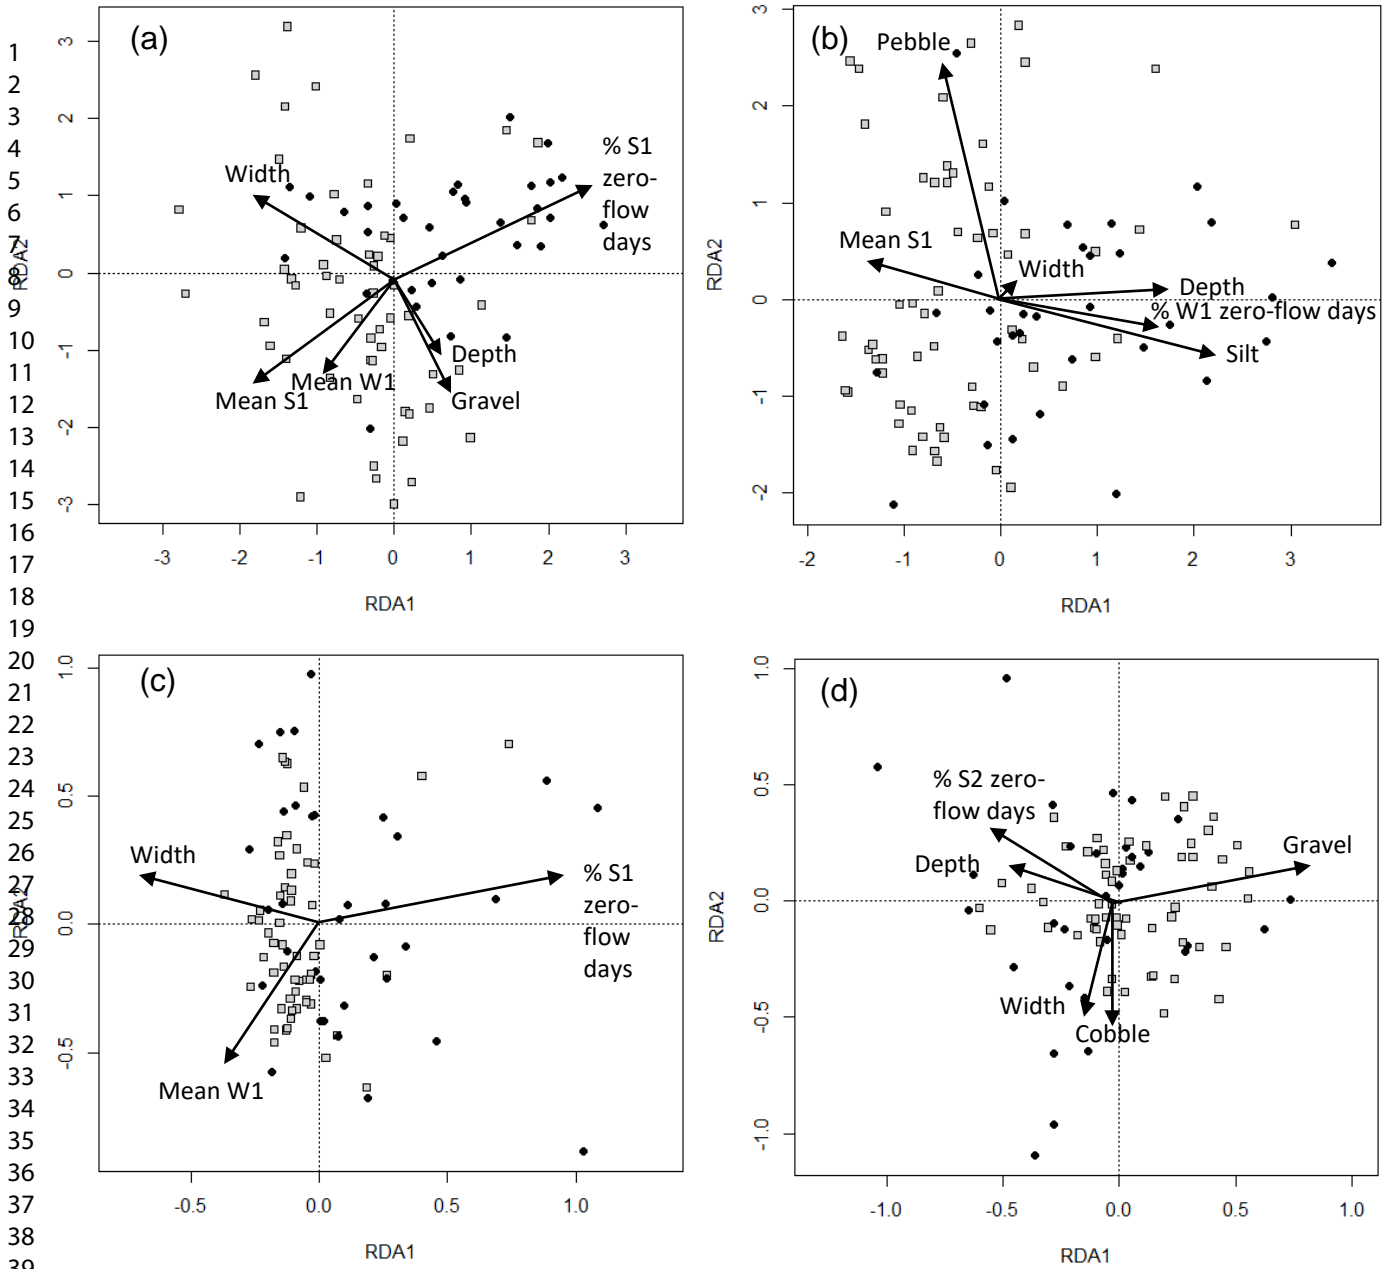 1
2
3
4
5
6
7
8
9
10
11
12
13
14
15
16
17
18
19
20
21
22
23
24
25
26
27
28
29
30
31
32
33
34
35
36
37
38
39
(a)
Width
% S1
zero-
flow
days
Depth
Gravel
Mean W1
Mean S1
3
2
1
0
-1
-2
-3
RDA2
-3 -2 -1 0 1 2 3
RDA1
(b)
Pebble
Mean S1
Width
Depth
% W1 zero-flow days
Silt
3
2
1
0
-1
-2
RDA2
-2 -1 0 1 2 3
RDA1
(c)
Width
% S1
zero-
flow
days
Mean W1
1.0
0.5
0.0
-0.5
RDA2
-0.5 0.0 0.5 1.0
RDA1
(d)
% S2 zero-
flow days
Depth
Gravel
Width
Cobble
1.0
0.5
0.0
-0.5
-1.0
RDA2
-1.0 -0.5 0.0 0.5 1.0
RDA1